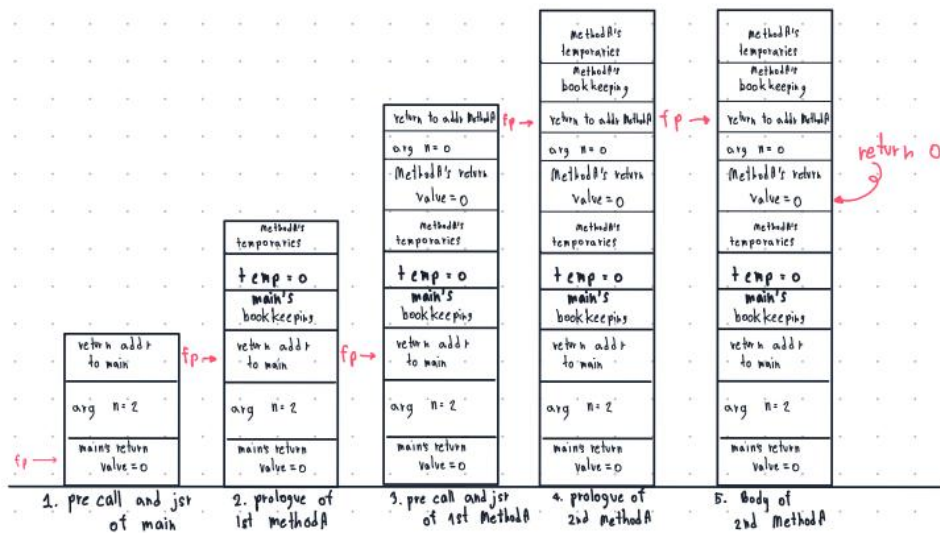 fp →
return addr
to main
arg n=2
main's return
value=0
1. pre call and jsr
of main
fp →
methodA's
temporaries
temp = 0
main's
bookkeeping
return addr
to main
arg n=2
main's return
value=0
2. prologue of
1st methodA
fp →
return to addr MethodA
arg n=0
MethodA's return
value =0
methodA's
temporaries
temp = 0
main's
bookkeeping
return addr
to main
arg n=2
main's return
value=0
3. pre call and jsr
of 1st MethodA
fp →
methodA's
temporaries
MethodA's
bookkeeping
return to addr MethodA
arg n=0
MethodA's return
value =0
methodA's
temporaries
temp = 0
main's
bookkeeping
return addr
to main
arg n=2
main's return
value=0
4. prologue of
2nd methodA
fp →
methodA's
temporaries
MethodA's
bookkeeping
return to addr MethodA
arg n=0
MethodA's return
value =0
methodA's
temporaries
temp = 0
main's
bookkeeping
return addr
to main
arg n=2
main's return
value=0
5. Body of
2nd MethodA
return 0